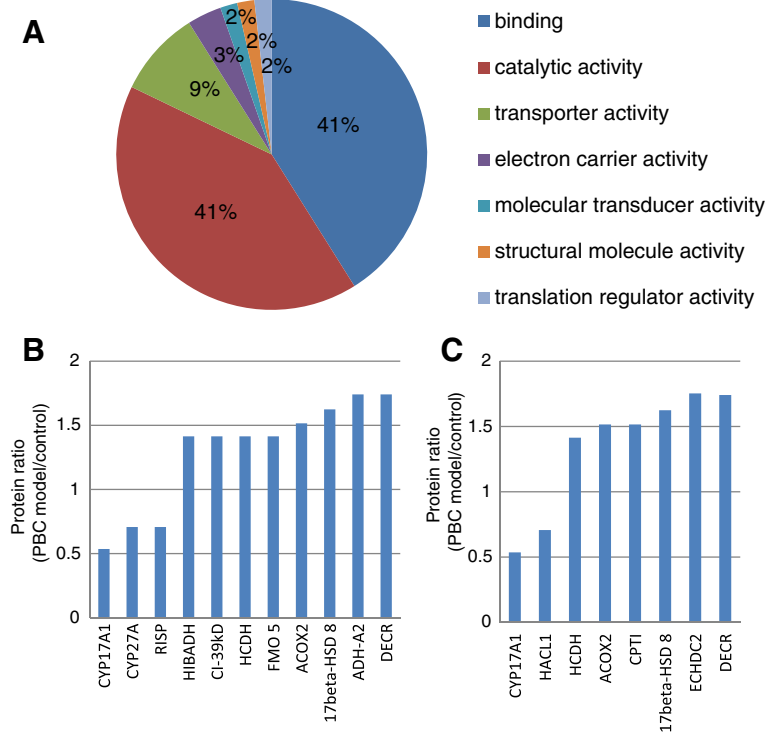 A
2%
2%
2%
3%
9%
41%
41%
binding
catalytic activity
transporter activity
electron carrier activity
molecular transducer activity
structural molecule activity
translation regulator activity
B
Protein ratio
(PBC model/control)
2
1.5
1
0.5
0
CYP17A1
CYP27A
RISP
HIBADH
CI-39kD
HCDH
FMO 5
ACOX2
17beta-HSD 8
ADH-A2
DECR
C
Protein ratio
(PBC model/control)
2
1.5
1
0.5
0
CYP17A1
HACL1
HCDH
ACOX2
CPTI
17beta-HSD 8
ECHDC2
DECR